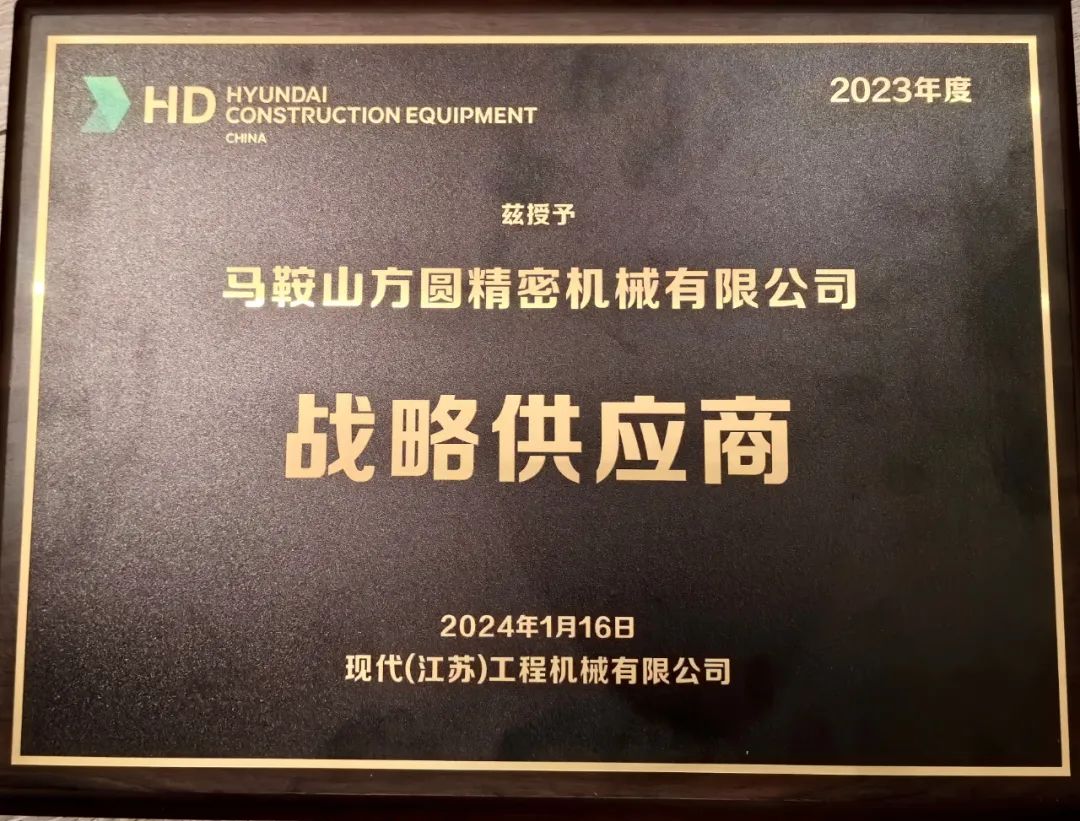 HD HYUNDAI
CONSTRUCTION EQUIPMENT
CHINA
2023年度
兹授予
马鞍山方圆精密机械有限公司
战略供应商
2024年1月16日
现代(江苏)工程机械有限公司